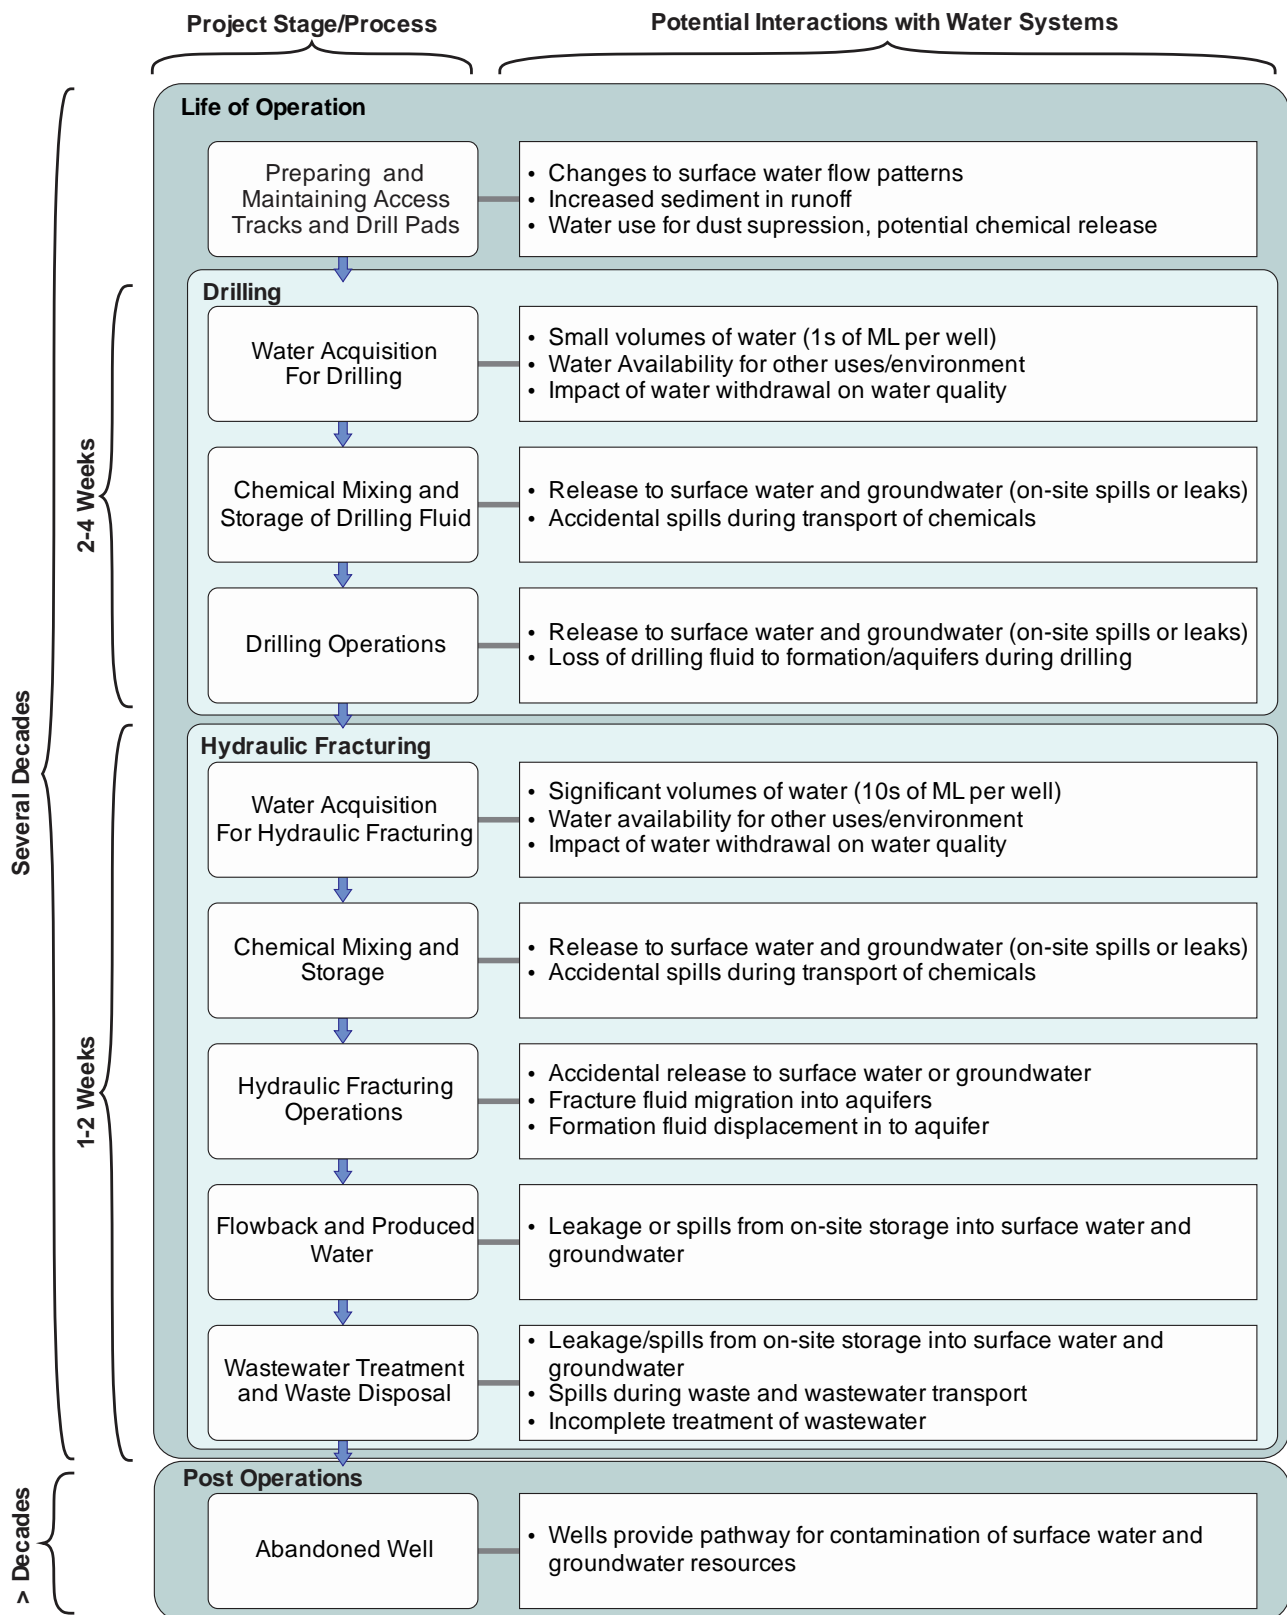 Project Stage/Process
Potential Interactions with Water Systems
Several Decades
Life of Operation
Preparing and
Maintaining Access
Tracks and Drill Pads
• Changes to surface water flow patterns
• Increased sediment in runoff
• Water use for dust supression, potential chemical release
2-4 Weeks
Drilling
Water Acquisition
For Drilling
• Small volumes of water (1s of ML per well)
• Water Availability for other uses/environment
• Impact of water withdrawal on water quality
Chemical Mixing and
Storage of Drilling Fluid
• Release to surface water and groundwater (on-site spills or leaks)
• Accidental spills during transport of chemicals
Drilling Operations
• Release to surface water and groundwater (on-site spills or leaks)
• Loss of drilling fluid to formation/aquifers during drilling
1-2 Weeks
Hydraulic Fracturing
Water Acquisition
For Hydraulic Fracturing
• Significant volumes of water (10s of ML per well)
• Water availability for other uses/environment
• Impact of water withdrawal on water quality
Chemical Mixing and
Storage
• Release to surface water and groundwater (on-site spills or leaks)
• Accidental spills during transport of chemicals
Hydraulic Fracturing
Operations
• Accidental release to surface water or groundwater
• Fracture fluid migration into aquifers
• Formation fluid displacement in to aquifer
Flowback and Produced
Water
• Leakage or spills from on-site storage into surface water and
groundwater
Wastewater Treatment
and Waste Disposal
• Leakage/spills from on-site storage into surface water and
groundwater
• Spills during waste and wastewater transport
• Incomplete treatment of wastewater
> Decades
Post Operations
Abandoned Well
• Wells provide pathway for contamination of surface water and
groundwater resources